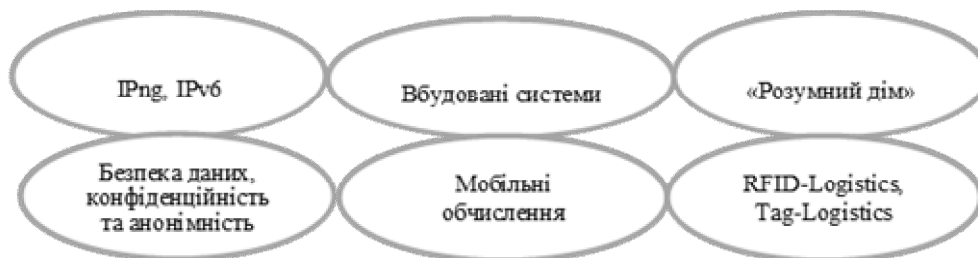 IPng, IPv6
Вбудовані системи
«Розумний дім»
Безпека даних,
конфіденційність
та анонімність
Мобільні
обчислення
RFID-Logistics,
Tag-Logistics